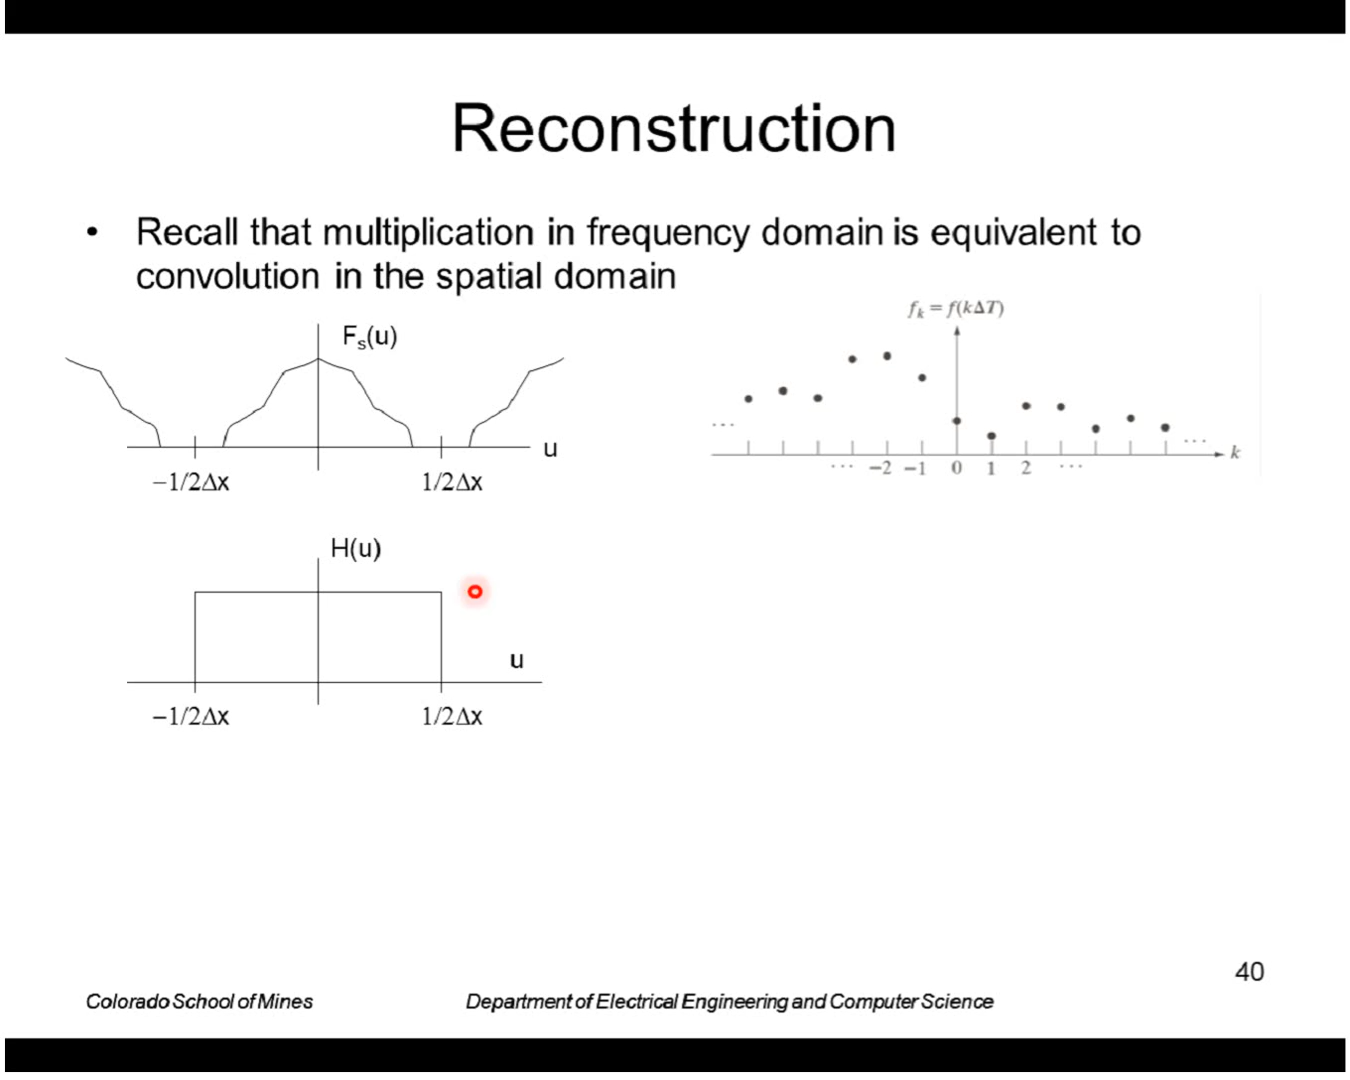 Reconstruction
• Recall that multiplication in frequency domain is equivalent to
convolution in the spatial domain
Fₛ(u)
u
−1/2Δx 1/2Δx
fₖ = f(kΔT)
... ...
k
... −2 −1 0 1 2 ...
H(u)
u
−1/2Δx 1/2Δx
40
Colorado School of Mines Department of Electrical Engineering and Computer Science